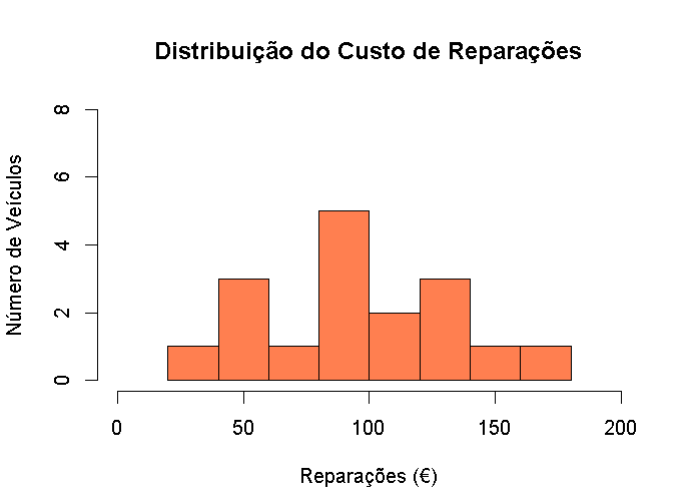 Distribuição do Custo de Reparações
8
6
4
2
0
Número de Veículos
0 50 100 150 200
Reparações (€)